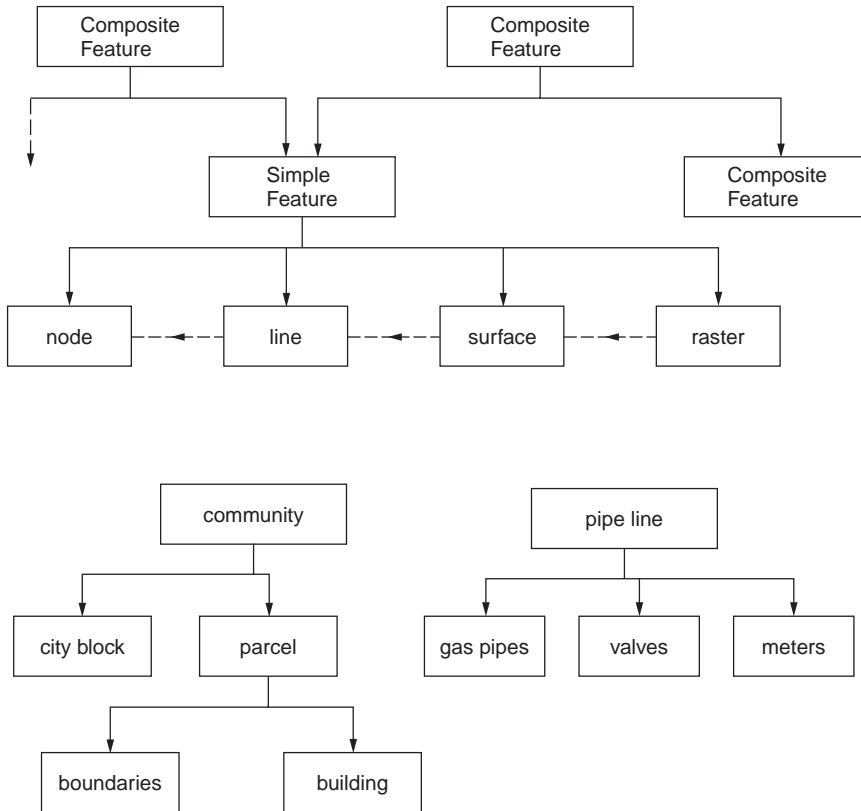 Composite
Feature
Composite
Feature
Simple
Feature
Composite
Feature
node
line
surface
raster
community
pipe line
city block
parcel
gas pipes
valves
meters
boundaries
building